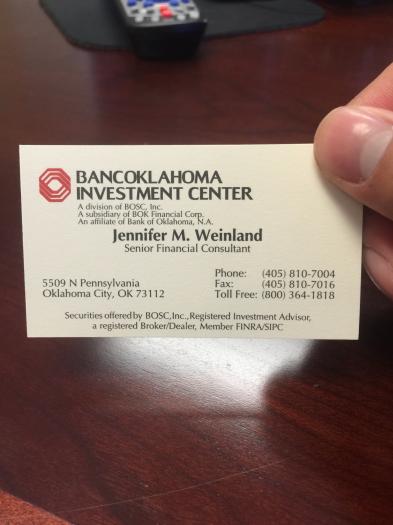 BANCOKLAHOMA
INVESTMENT CENTER
A division of BOSC, Inc.
A subsidiary of BOK Financial Corp.
An affiliate of Bank of Oklahoma, N.A.
Jennifer M. Weinland
Senior Financial Consultant
5509 N Pennsylvania
Oklahoma City, OK 73112
Phone: (405) 810-7004
Fax: (405) 810-7016
Toll Free: (800) 364-1818
Securities offered by BOSC, Inc., Registered Investment Advisor,
a registered Broker/Dealer, Member FINRA/SIPC